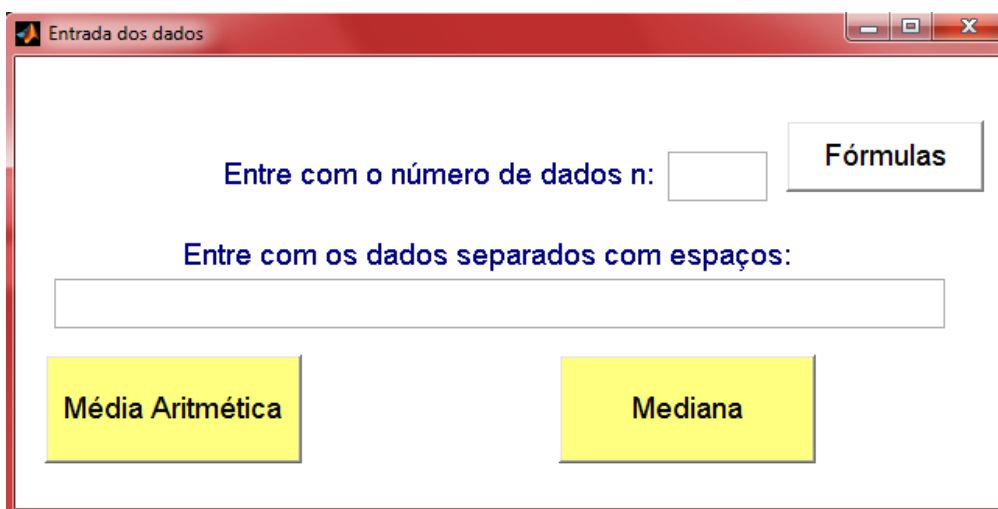 Entrada dos dados
Entre com o número de dados n:
Fórmulas
Entre com os dados separados com espaços:
Média Aritmética
Mediana